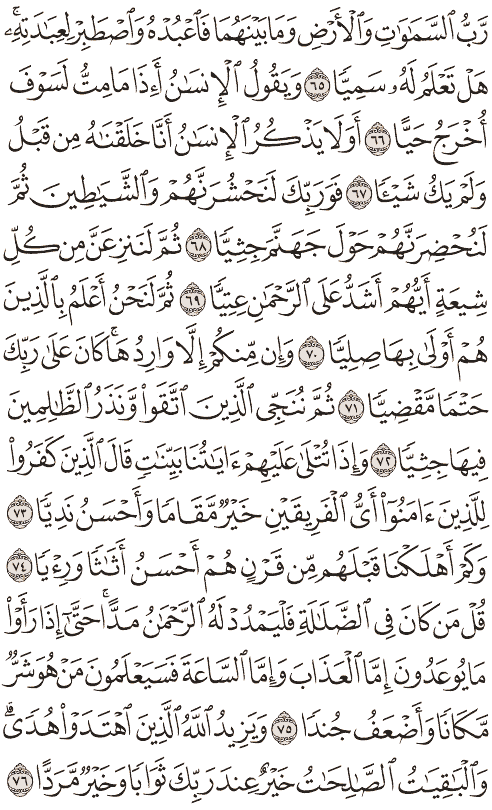 رَّبُّ ٱلسَّمَٰوَٰتِ وَٱلْأَرْضِ وَمَا بَيْنَهُمَا فَٱعْبُدْهُ وَٱصْطَبِرْ لِعِبَٰدَتِهِۦۚ
هَلْ تَعْلَمُ لَهُۥ سَمِيًّا ٦٥ وَيَقُولُ ٱلْإِنسَٰنُ أَءِذَا مَا مِتُّ لَسَوْفَ
أُخْرَجُ حَيًّا ٦٦ أَوَلَا يَذْكُرُ ٱلْإِنسَٰنُ أَنَّا خَلَقْنَٰهُ مِن قَبْلُ
وَلَمْ يَكُ شَيْـًٔا ٦٧ فَوَرَبِّكَ لَنَحْشُرَنَّهُمْ وَٱلشَّيَٰطِينَ ثُمَّ
لَنُحْضِرَنَّهُمْ حَوْلَ جَهَنَّمَ جِثِيًّا ٦٨ ثُمَّ لَنَنزِعَنَّ مِن كُلِّ
شِيعَةٍ أَيُّهُمْ أَشَدُّ عَلَى ٱلرَّحْمَٰنِ عِتِيًّا ٦٩ ثُمَّ لَنَحْنُ أَعْلَمُ بِٱلَّذِينَ
هُمْ أَوْلَىٰ بِهَا صِلِيًّا ٧٠ وَإِن مِّنكُمْ إِلَّا وَارِدُهَاۚ كَانَ عَلَىٰ رَبِّكَ
حَتْمًا مَّقْضِيًّا ٧١ ثُمَّ نُنَجِّى ٱلَّذِينَ ٱتَّقَوا۟ وَّنَذَرُ ٱلظَّٰلِمِينَ
فِيهَا جِثِيًّا ٧٢ وَإِذَا تُتْلَىٰ عَلَيْهِمْ ءَايَٰتُنَا بَيِّنَٰتٍ قَالَ ٱلَّذِينَ كَفَرُوا۟
لِلَّذِينَ ءَامَنُوٓا۟ أَىُّ ٱلْفَرِيقَيْنِ خَيْرٌ مَّقَامًا وَأَحْسَنُ نَدِيًّا ٧٣
وَكَمْ أَهْلَكْنَا قَبْلَهُم مِّن قَرْنٍ هُمْ أَحْسَنُ أَثَٰثًا وَرِءْيًا ٧٤
قُلْ مَن كَانَ فِى ٱلضَّلَٰلَةِ فَلْيَمْدُدْ لَهُ ٱلرَّحْمَٰنُ مَدًّاۚ حَتَّىٰٓ إِذَا رَأَوْا۟
مَا يُوعَدُونَ إِمَّا ٱلْعَذَابَ وَإِمَّا ٱلسَّاعَةَ فَسَيَعْلَمُونَ مَنْ هُوَ شَرٌّ
مَّكَانًا وَأَضْعَفُ جُندًا ٧٥ وَيَزِيدُ ٱللَّهُ ٱلَّذِينَ ٱهْتَدَوْا۟ هُدًىۗ
وَٱلْبَٰقِيَٰتُ ٱلصَّٰلِحَٰتُ خَيْرٌ عِندَ رَبِّكَ ثَوَابًا وَخَيْرٌ مَّرَدًّا ٧٦